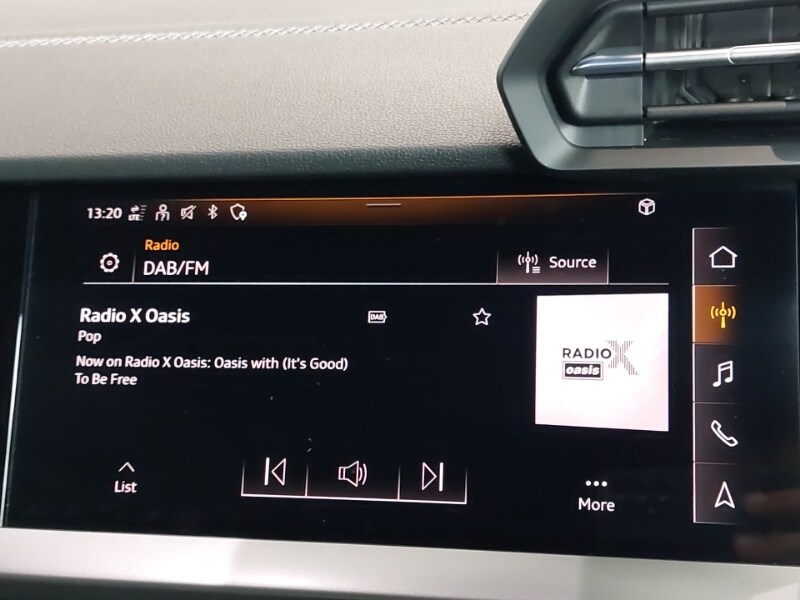 13:20 LTE
Radio
DAB/FM
Source
Radio X Oasis
DAB
Pop
Now on Radio X Oasis: Oasis with (It's Good)
To Be Free
RADIO X
oasis
List
More